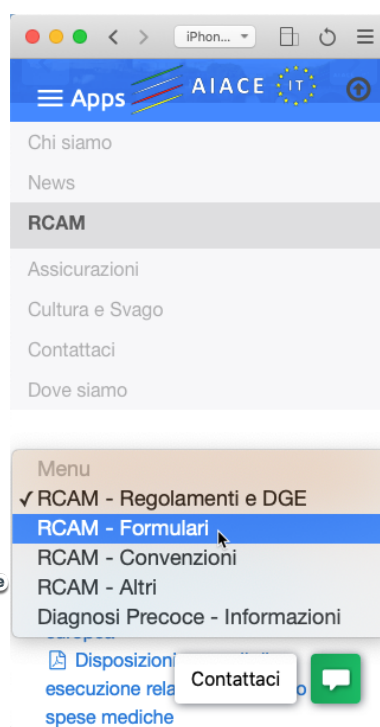 iPhon...
Apps
AIACE IT
Chi siamo
News
RCAM
Assicurazioni
Cultura e Svago
Contattaci
Dove siamo
Menu
✓ RCAM - Regolamenti e DGE
RCAM - Formulari
RCAM - Convenzioni
RCAM - Altri
Diagnosi Precoce - Informazioni
europea
Disposizioni
esecuzione rela
spese mediche
Contattaci